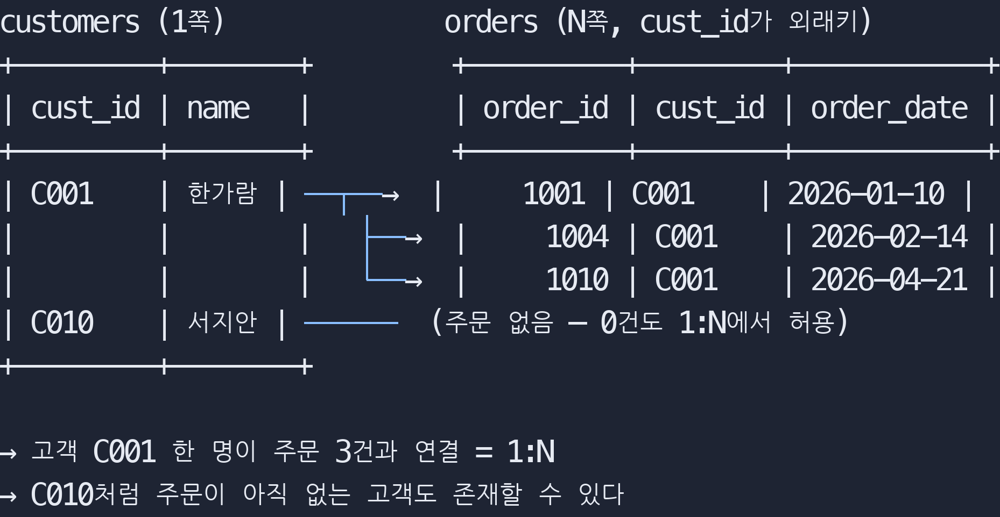 customers (1쪽) orders (N쪽, cust_id가 외래키)
| cust_id | name | | order_id | cust_id | order_date |
| C001 | 한가람 | → | 1001 | C001 | 2026-01-10 |
| | | → | 1004 | C001 | 2026-02-14 |
| | | → | 1010 | C001 | 2026-04-21 |
| C010 | 서지안 | (주문 없음 — 0건도 1:N에서 허용)
→ 고객 C001 한 명이 주문 3건과 연결 = 1:N
→ C010처럼 주문이 아직 없는 고객도 존재할 수 있다